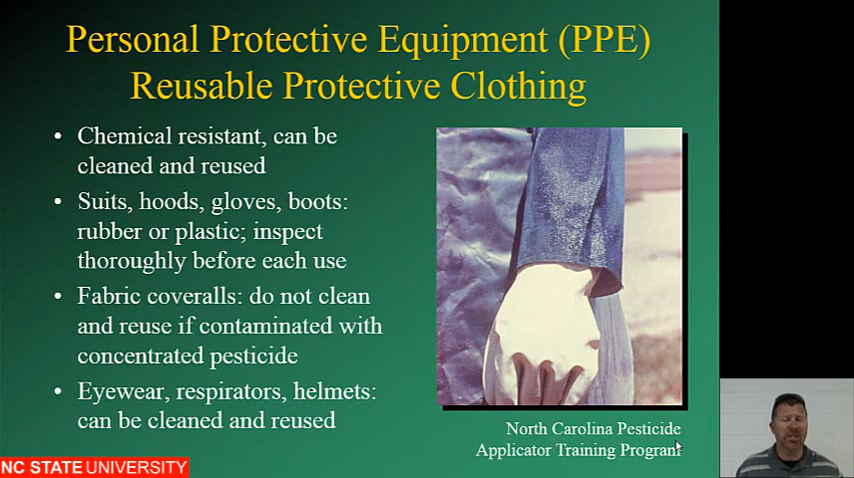 Personal Protective Equipment (PPE)
Reusable Protective Clothing
• Chemical resistant, can be
cleaned and reused
• Suits, hoods, gloves, boots:
rubber or plastic; inspect
thoroughly before each use
• Fabric coveralls: do not clean
and reuse if contaminated with
concentrated pesticide
• Eyewear, respirators, helmets:
can be cleaned and reused
North Carolina Pesticide
Applicator Training Program
NC STATE UNIVERSITY